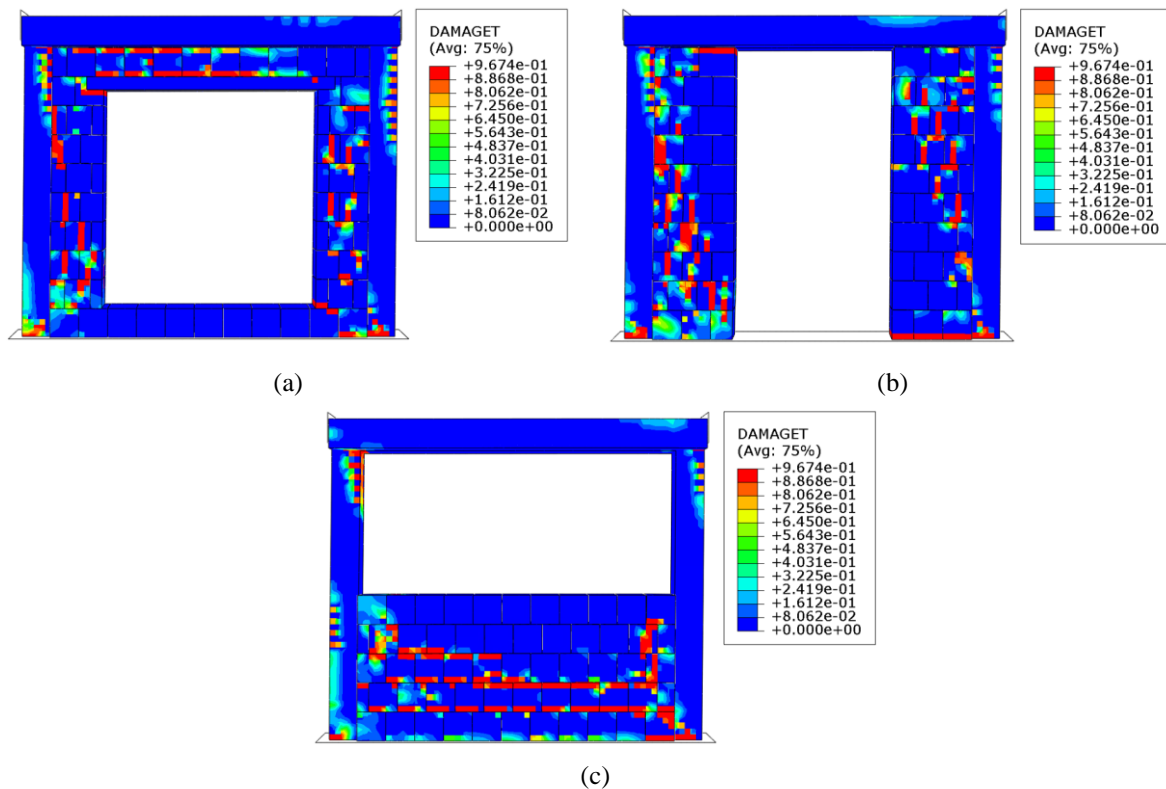 DAMAGET
(Avg: 75%)
+9.674e-01
+8.868e-01
+8.062e-01
+7.256e-01
+6.450e-01
+5.643e-01
+4.837e-01
+4.031e-01
+3.225e-01
+2.419e-01
+1.612e-01
+8.062e-02
+0.000e+00
DAMAGET
(Avg: 75%)
+9.674e-01
+8.868e-01
+8.062e-01
+7.256e-01
+6.450e-01
+5.643e-01
+4.837e-01
+4.031e-01
+3.225e-01
+2.419e-01
+1.612e-01
+8.062e-02
+0.000e+00
(a)
(b)
DAMAGET
(Avg: 75%)
+9.674e-01
+8.868e-01
+8.062e-01
+7.256e-01
+6.450e-01
+5.643e-01
+4.837e-01
+4.031e-01
+3.225e-01
+2.419e-01
+1.612e-01
+8.062e-02
+0.000e+00
(c)